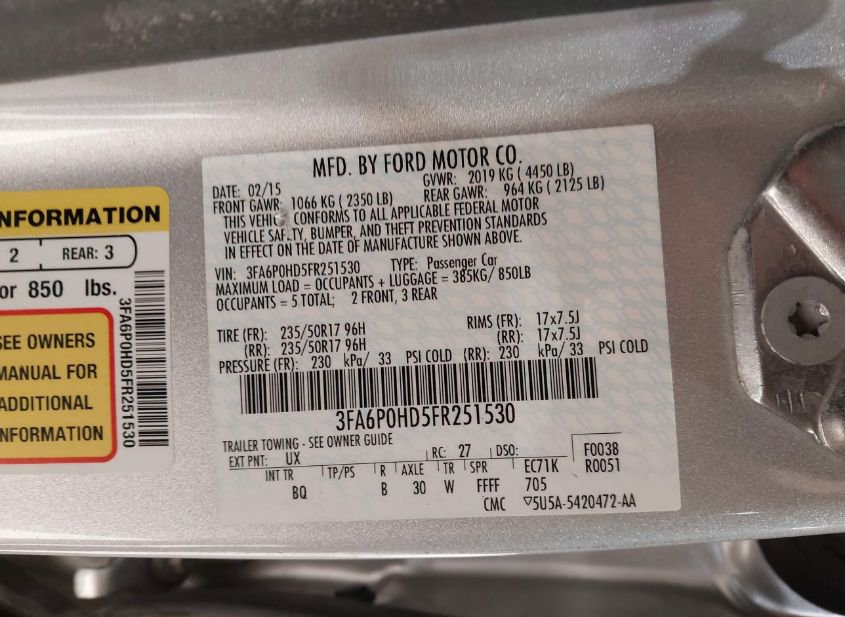 NFORMATION
2 REAR: 3
or 850 lbs.
3FA6P0HD5FR251530
SEE OWNERS
MANUAL FOR
ADDITIONAL
NFORMATION
MFD. BY FORD MOTOR CO.
DATE: 02/15 GVWR: 2019 KG ( 4450 LB)
FRONT GAWR: 1066 KG ( 2350 LB) REAR GAWR: 964 KG ( 2125 LB)
THIS CONFORMS TO ALL APPLICABLE FEDERAL MOTOR
VEHICLE BUMPER, AND THEFT PREVENTION STANDARDS
IN EFFECT ON THE DATE OF MANUFACTURE SHOWN ABOVE.
VIN: 3FA6P0HD5FR251530 TYPE: Passenger Car
MAXIMUM LOAD = OCCUPANTS + LUGGAGE = 385KG/ 850LB
OCCUPANTS = 5 TOTAL; 2 FRONT, 3 REAR
TIRE (FR): 235/50R17 96H RIMS (FR): 17x7.5J
(RR): 235/50R17 96H (RR): 17x7.5J
PRESSURE (FR): 230 kPa/ 33 PSI COLD (RR): 230 kPa/ 33 PSI COLD
3FA6P0HD5FR251530
TRAILER TOWING - SEE OWNER GUIDE
EXT PNT: UX RC: 27 DSO: F0038
INT TR TP/PS R AXLE TR SPR EC71K R0051
BQ B 30 W FFFF 705
CMC ▽5U5A-5420472-AA